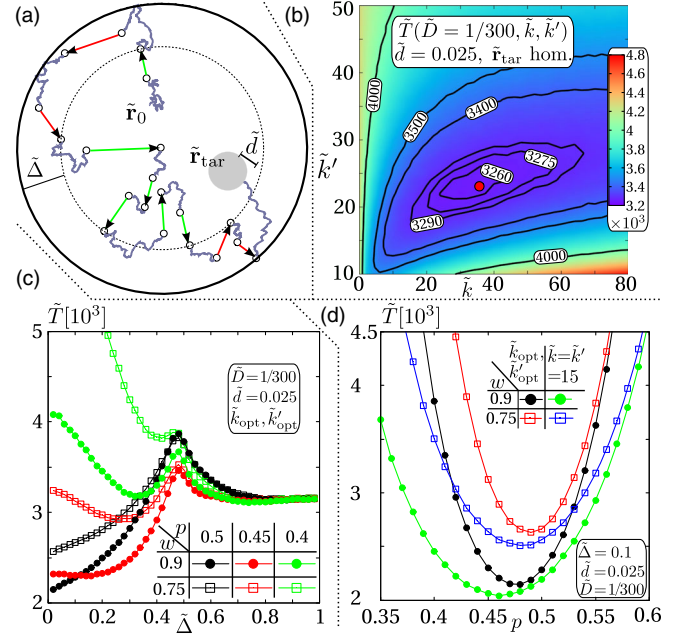 (a)
r̃₀
r̃tar
d̃
Δ̃
(b)
50
40
30
20
10
k̃′
T̃(D̃ = 1/300, k̃, k̃′)
d̃ = 0.025, r̃tar hom.
4000
3500
3400
3275
3260
3290
4000
1
20
40
60
80
k̃
4.8
4.6
4.4
4.2
4.0
3.8
3.6
3.4
3.2
×10³
(c)
T̃[10³]
5
4
3
2
0
0.2
0.4
0.6
0.8
1
Δ̃
D̃=1/300
d̃=0.025
k̃opt, k̃′opt
w p 0.5 0.45 0.4
0.9
0.75
(d)
T̃[10³]
4.5
4
3
2
0.35
0.4
0.45
0.5
0.55
0.6
p
w k̃opt, k̃′opt k̃=k̃′=15
0.9
0.75
Δ̃=0.1
d̃=0.025
D̃=1/300